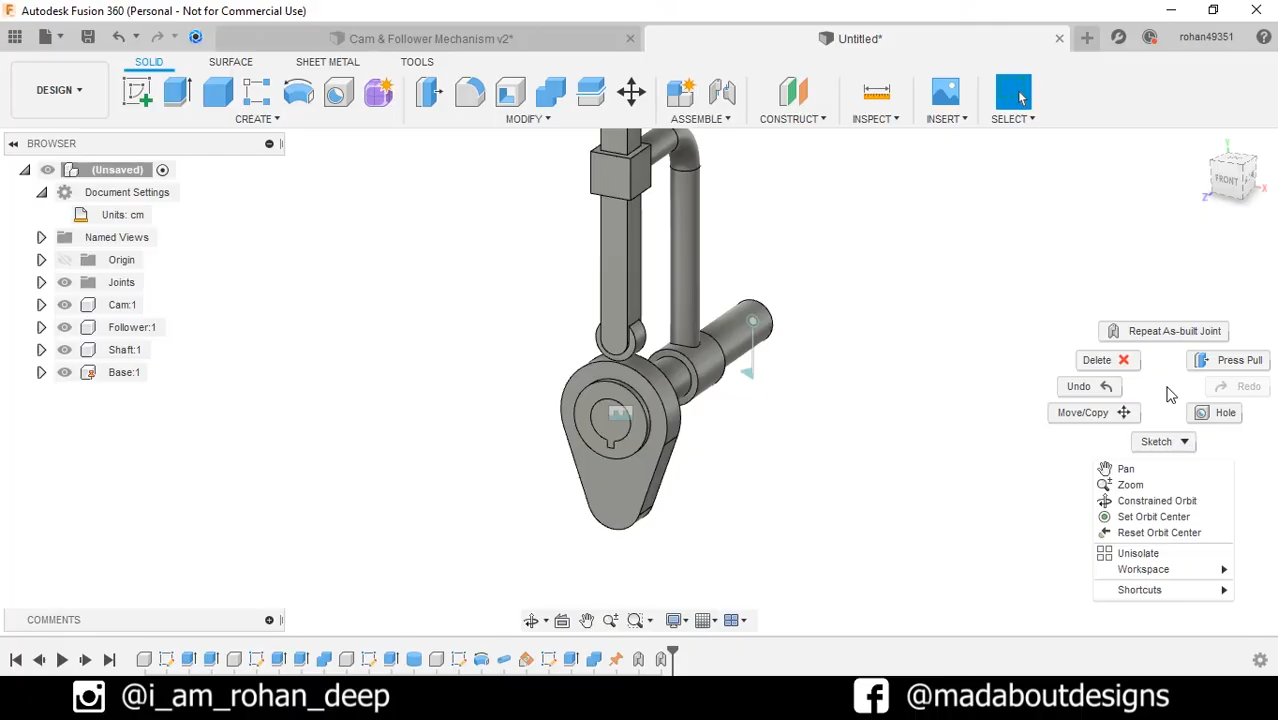 Autodesk Fusion 360 (Personal - Not for Commercial Use)
Cam & Follower Mechanism v2*
Untitled*
rohan49351
SOLID
SURFACE
SHEET METAL
TOOLS
DESIGN
CREATE
MODIFY
ASSEMBLE
CONSTRUCT
INSPECT
INSERT
SELECT
BROWSER
(Unsaved)
Document Settings
Units: cm
Named Views
Origin
Joints
Cam:1
Follower:1
Shaft:1
Base:1
FRONT
Y
X
Z
Repeat As-built Joint
Delete
Press Pull
Undo
Redo
Move/Copy
Hole
Sketch
Pan
Zoom
Constrained Orbit
Set Orbit Center
Reset Orbit Center
Unisolate
Workspace
Shortcuts
COMMENTS
@i_am_rohan_deep
@madaboutdesigns